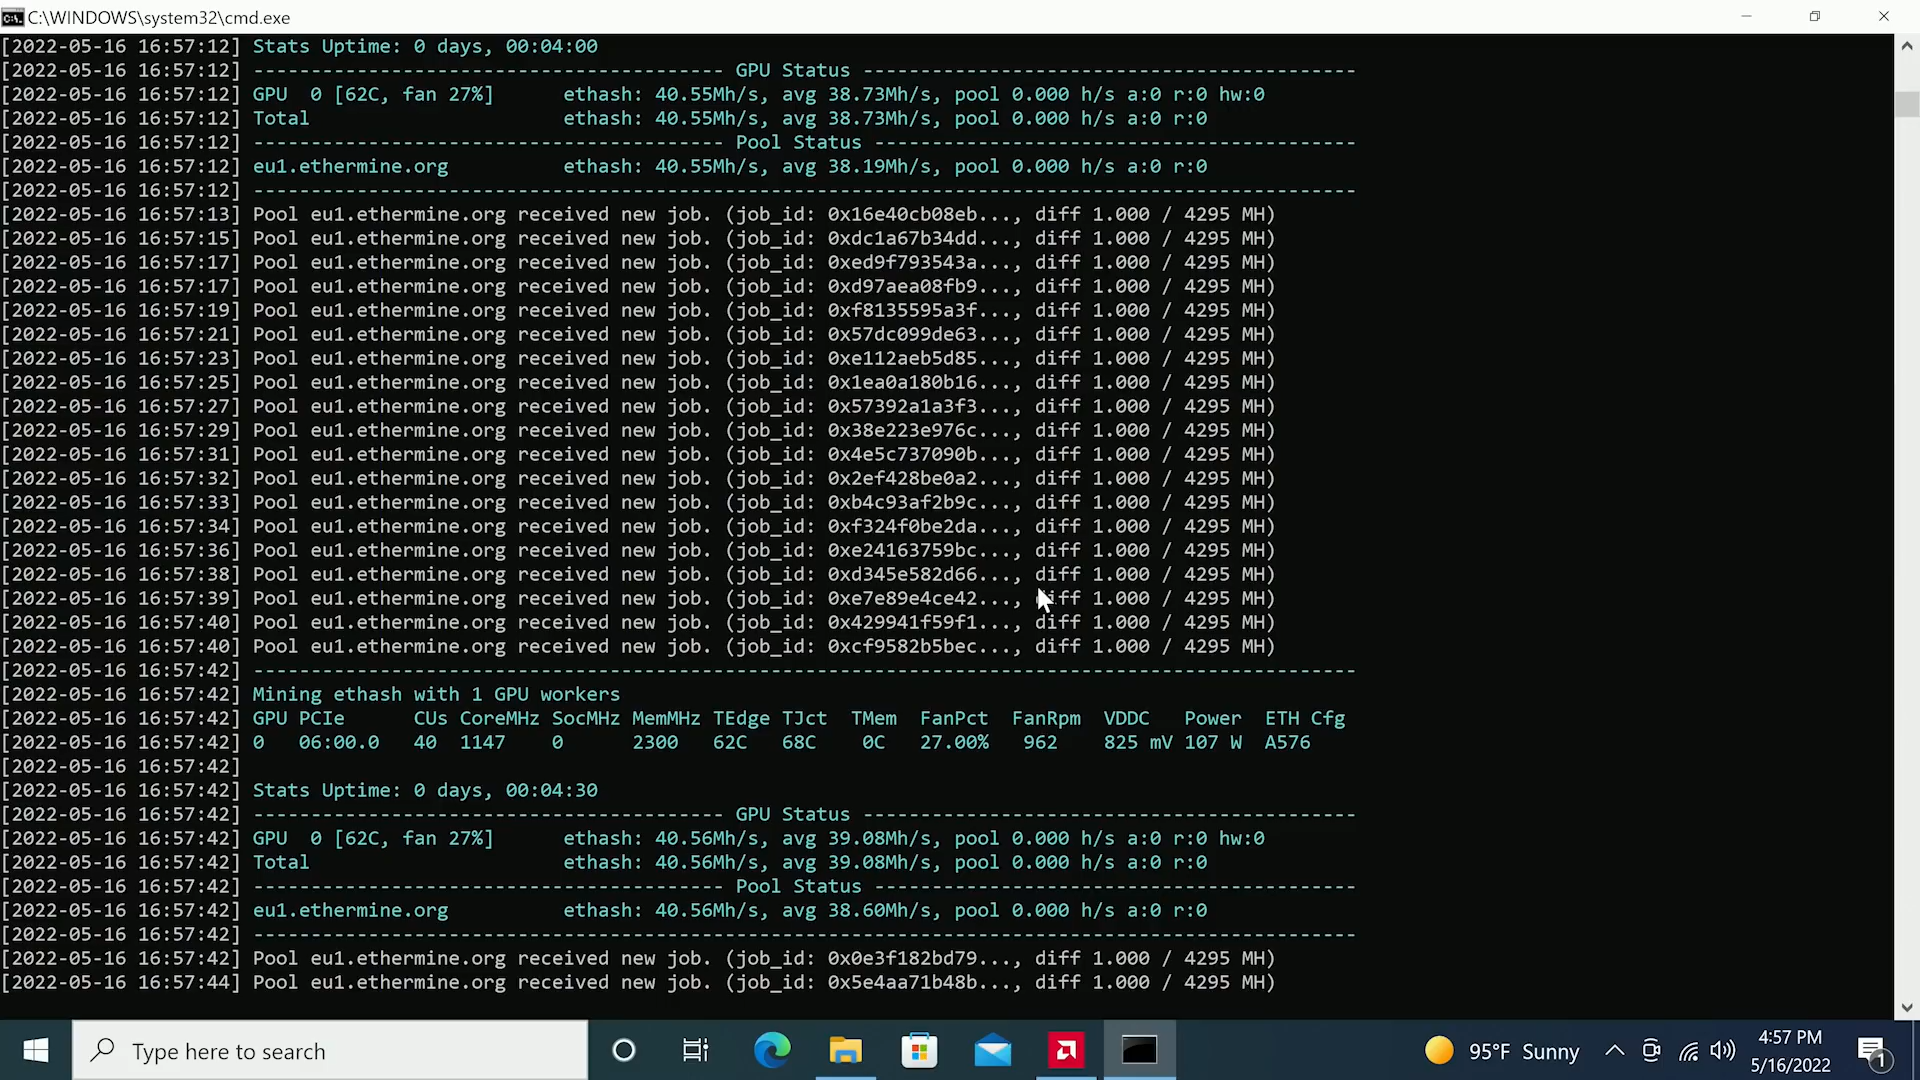 C:\WINDOWS\system32\cmd.exe
[2022-05-16 16:57:12] Stats Uptime: 0 days, 00:04:00
[2022-05-16 16:57:12] ----------------------------------------- GPU Status -------------------------------------------
[2022-05-16 16:57:12] GPU  0 [62C, fan 27%]      ethash: 40.55Mh/s, avg 38.73Mh/s, pool 0.000 h/s a:0 r:0 hw:0
[2022-05-16 16:57:12] Total                      ethash: 40.55Mh/s, avg 38.73Mh/s, pool 0.000 h/s a:0 r:0
[2022-05-16 16:57:12] ----------------------------------------- Pool Status ------------------------------------------
[2022-05-16 16:57:12] eu1.ethermine.org          ethash: 40.55Mh/s, avg 38.19Mh/s, pool 0.000 h/s a:0 r:0
[2022-05-16 16:57:12] ------------------------------------------------------------------------------------------------
[2022-05-16 16:57:13] Pool eu1.ethermine.org received new job. (job_id: 0x16e40cb08eb..., diff 1.000 / 4295 MH)
[2022-05-16 16:57:15] Pool eu1.ethermine.org received new job. (job_id: 0xdc1a67b34dd..., diff 1.000 / 4295 MH)
[2022-05-16 16:57:17] Pool eu1.ethermine.org received new job. (job_id: 0xed9f793543a..., diff 1.000 / 4295 MH)
[2022-05-16 16:57:17] Pool eu1.ethermine.org received new job. (job_id: 0xd97aea08fb9..., diff 1.000 / 4295 MH)
[2022-05-16 16:57:19] Pool eu1.ethermine.org received new job. (job_id: 0xf8135595a3f..., diff 1.000 / 4295 MH)
[2022-05-16 16:57:21] Pool eu1.ethermine.org received new job. (job_id: 0x57dc099de63..., diff 1.000 / 4295 MH)
[2022-05-16 16:57:23] Pool eu1.ethermine.org received new job. (job_id: 0xe112aeb5d85..., diff 1.000 / 4295 MH)
[2022-05-16 16:57:25] Pool eu1.ethermine.org received new job. (job_id: 0x1ea0a180b16..., diff 1.000 / 4295 MH)
[2022-05-16 16:57:27] Pool eu1.ethermine.org received new job. (job_id: 0x57392a1a3f3..., diff 1.000 / 4295 MH)
[2022-05-16 16:57:29] Pool eu1.ethermine.org received new job. (job_id: 0x38e223e976c..., diff 1.000 / 4295 MH)
[2022-05-16 16:57:31] Pool eu1.ethermine.org received new job. (job_id: 0x4e5c737090b..., diff 1.000 / 4295 MH)
[2022-05-16 16:57:32] Pool eu1.ethermine.org received new job. (job_id: 0x2ef428be0a2..., diff 1.000 / 4295 MH)
[2022-05-16 16:57:33] Pool eu1.ethermine.org received new job. (job_id: 0xb4c93af2b9c..., diff 1.000 / 4295 MH)
[2022-05-16 16:57:34] Pool eu1.ethermine.org received new job. (job_id: 0xf324f0be2da..., diff 1.000 / 4295 MH)
[2022-05-16 16:57:36] Pool eu1.ethermine.org received new job. (job_id: 0xe24163759bc..., diff 1.000 / 4295 MH)
[2022-05-16 16:57:38] Pool eu1.ethermine.org received new job. (job_id: 0xd345e582d66..., diff 1.000 / 4295 MH)
[2022-05-16 16:57:39] Pool eu1.ethermine.org received new job. (job_id: 0xe7e89e4ce42..., diff 1.000 / 4295 MH)
[2022-05-16 16:57:40] Pool eu1.ethermine.org received new job. (job_id: 0x429941f59f1..., diff 1.000 / 4295 MH)
[2022-05-16 16:57:40] Pool eu1.ethermine.org received new job. (job_id: 0xcf9582b5bec..., diff 1.000 / 4295 MH)
[2022-05-16 16:57:42] ------------------------------------------------------------------------------------------------
[2022-05-16 16:57:42] Mining ethash with 1 GPU workers
[2022-05-16 16:57:42] GPU PCIe      CUs CoreMHz SocMHz MemMHz TEdge TJct  TMem  FanPct  FanRpm  VDDC   Power  ETH Cfg
[2022-05-16 16:57:42] 0   06:00.0   40  1147    0      2300   62C   68C    0C   27.00%   962    825 mV 107 W  A576
[2022-05-16 16:57:42]
[2022-05-16 16:57:42] Stats Uptime: 0 days, 00:04:30
[2022-05-16 16:57:42] ----------------------------------------- GPU Status -------------------------------------------
[2022-05-16 16:57:42] GPU  0 [62C, fan 27%]      ethash: 40.56Mh/s, avg 39.08Mh/s, pool 0.000 h/s a:0 r:0 hw:0
[2022-05-16 16:57:42] Total                      ethash: 40.56Mh/s, avg 39.08Mh/s, pool 0.000 h/s a:0 r:0
[2022-05-16 16:57:42] ----------------------------------------- Pool Status ------------------------------------------
[2022-05-16 16:57:42] eu1.ethermine.org          ethash: 40.56Mh/s, avg 38.60Mh/s, pool 0.000 h/s a:0 r:0
[2022-05-16 16:57:42] ------------------------------------------------------------------------------------------------
[2022-05-16 16:57:42] Pool eu1.ethermine.org received new job. (job_id: 0x0e3f182bd79..., diff 1.000 / 4295 MH)
[2022-05-16 16:57:44] Pool eu1.ethermine.org received new job. (job_id: 0x5e4aa71b48b..., diff 1.000 / 4295 MH)
Type here to search
95°F Sunny
4:57 PM
5/16/2022
1